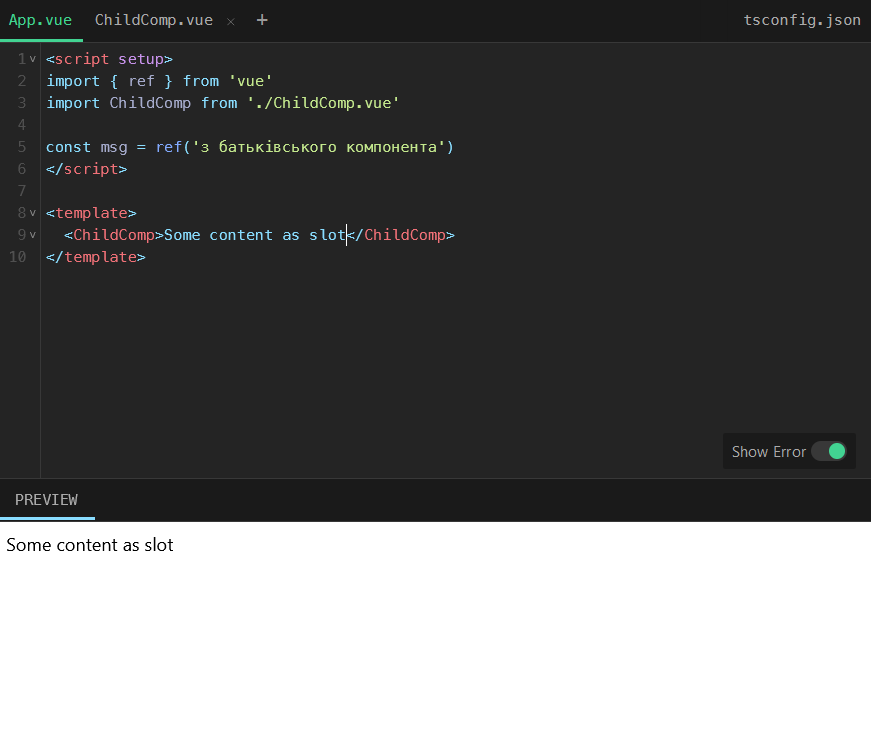 App.vue ChildComp.vue × + tsconfig.json
1 <script setup>
2 import { ref } from 'vue'
3 import ChildComp from './ChildComp.vue'
4
5 const msg = ref('з батьківського компонента')
6 </script>
7
8 <template>
9 <ChildComp>Some content as slot</ChildComp>
10 </template>
Show Error
PREVIEW
Some content as slot